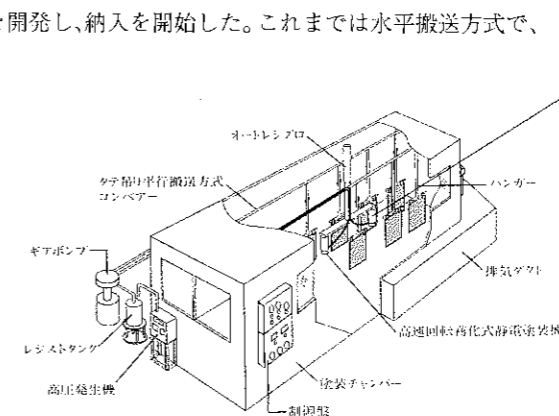 開発し、納入を開始した。これまでは水平搬送方式で、
オートレシプロ
タテ吊り平行搬送方式
コンベアー
ハンガー
ギアポンプ
排気ダクト
高速回転霧化式静電塗装機
レジストタンク
塗装チャンバー
高圧発生機
制御盤